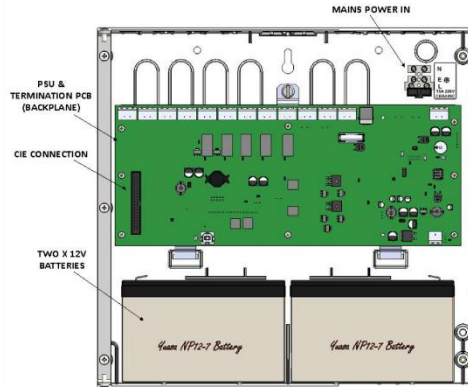 MAINS POWER IN
N
E
L
PSU &
TERMINATION PCB
(BACKPLANE)
CIE CONNECTION
TWO X 12V
BATTERIES
Yuasa NP12-7 Battery
Yuasa NP12-7 Battery